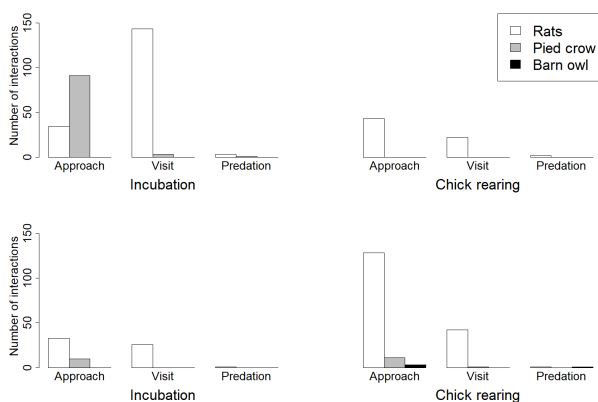 Rats
Pied crow
Barn owl
Number of interactions
150
100
50
0
Approach Visit Predation
Incubation
Approach Visit Predation
Chick rearing
Number of interactions
150
100
50
0
Approach Visit Predation
Incubation
Approach Visit Predation
Chick rearing